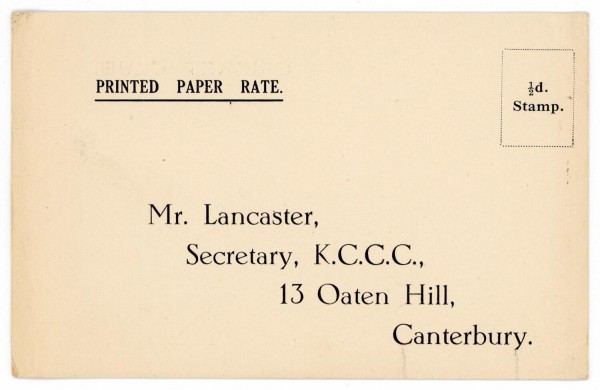 PRINTED PAPER RATE.
½d.
Stamp.
Mr. Lancaster,
Secretary, K.C.C.C.,
13 Oaten Hill,
Canterbury.